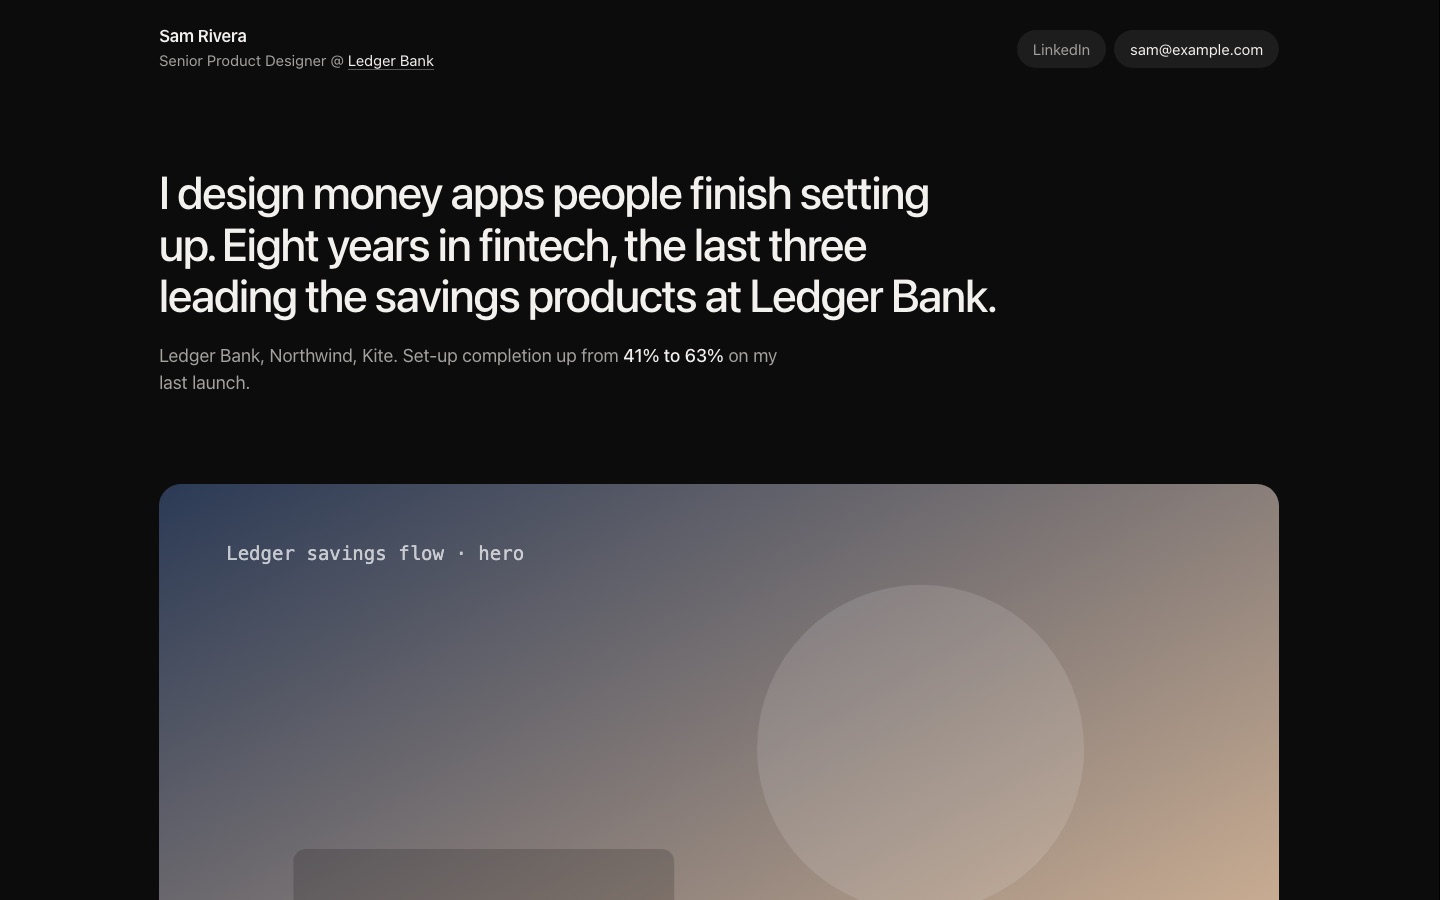 Sam Rivera
Senior Product Designer @ Ledger Bank
LinkedIn
sam@example.com
I design money apps people finish setting
up. Eight years in fintech, the last three
leading the savings products at Ledger Bank.
Ledger Bank, Northwind, Kite. Set-up completion up from 41% to 63% on my
last launch.
Ledger savings flow · hero